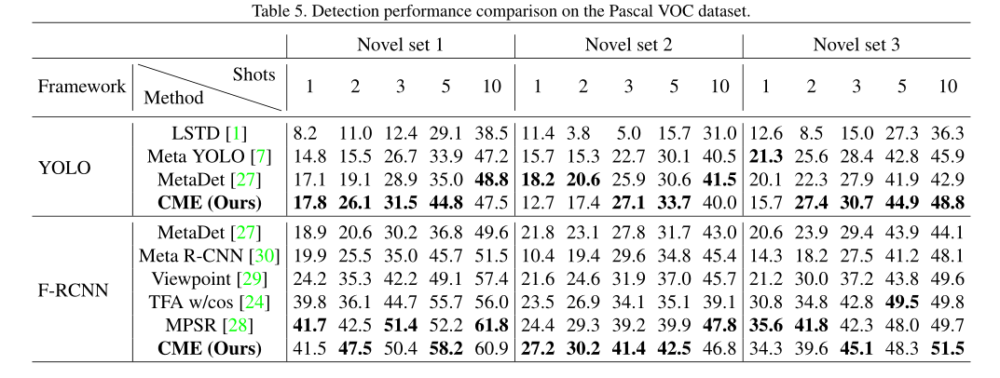 Table 5. Detection performance comparison on the Pascal VOC dataset.
Novel set 1 Novel set 2 Novel set 3
Framework Shots Method 1 2 3 5 10 1 2 3 5 10 1 2 3 5 10
YOLO
LSTD [1] 8.2 11.0 12.4 29.1 38.5 11.4 3.8 5.0 15.7 31.0 12.6 8.5 15.0 27.3 36.3
Meta YOLO [7] 14.8 15.5 26.7 33.9 47.2 15.7 15.3 22.7 30.1 40.5 21.3 25.6 28.4 42.8 45.9
MetaDet [27] 17.1 19.1 28.9 35.0 48.8 18.2 20.6 25.9 30.6 41.5 20.1 22.3 27.9 41.9 42.9
CME (Ours) 17.8 26.1 31.5 44.8 47.5 12.7 17.4 27.1 33.7 40.0 15.7 27.4 30.7 44.9 48.8
F-RCNN
MetaDet [27] 18.9 20.6 30.2 36.8 49.6 21.8 23.1 27.8 31.7 43.0 20.6 23.9 29.4 43.9 44.1
Meta R-CNN [30] 19.9 25.5 35.0 45.7 51.5 10.4 19.4 29.6 34.8 45.4 14.3 18.2 27.5 41.2 48.1
Viewpoint [29] 24.2 35.3 42.2 49.1 57.4 21.6 24.6 31.9 37.0 45.7 21.2 30.0 37.2 43.8 49.6
TFA w/cos [24] 39.8 36.1 44.7 55.7 56.0 23.5 26.9 34.1 35.1 39.1 30.8 34.8 42.8 49.5 49.8
MPSR [28] 41.7 42.5 51.4 52.2 61.8 24.4 29.3 39.2 39.9 47.8 35.6 41.8 42.3 48.0 49.7
CME (Ours) 41.5 47.5 50.4 58.2 60.9 27.2 30.2 41.4 42.5 46.8 34.3 39.6 45.1 48.3 51.5